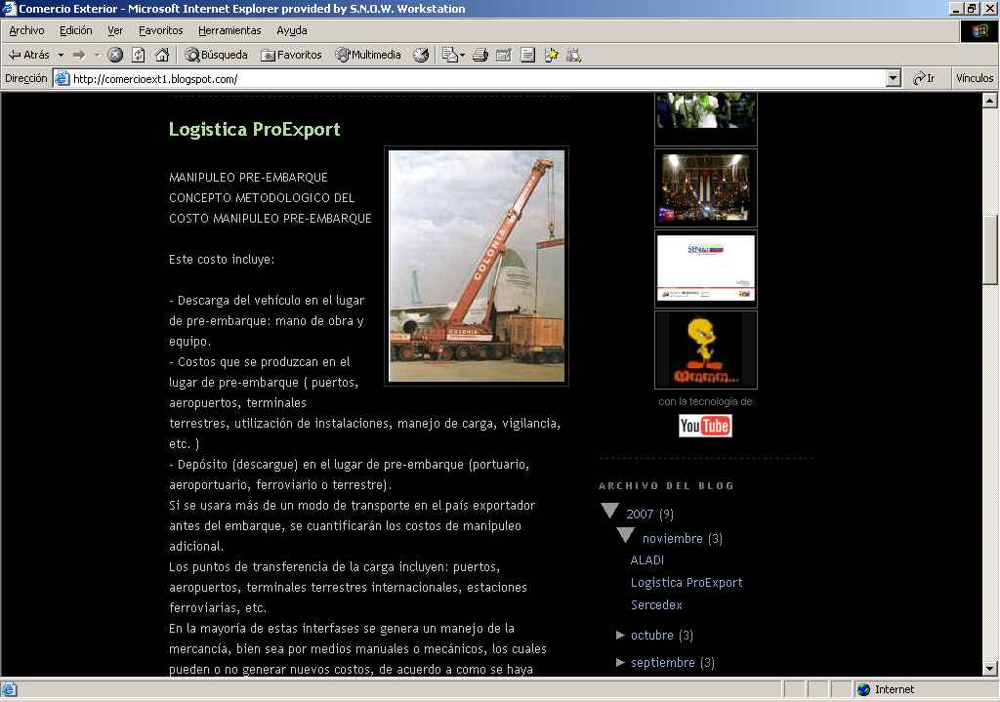 Comercio Exterior - Microsoft Internet Explorer provided by S.N.O.W. Workstation
Archivo Edición Ver Favoritos Herramientas Ayuda
Atrás Búsqueda Favoritos Multimedia
Dirección http://comercioext1.blogspot.com/ Ir Vínculos
Logistica ProExport
MANIPULEO PRE-EMBARQUE
CONCEPTO METODOLOGICO DEL
COSTO MANIPULEO PRE-EMBARQUE
Este costo incluye:
- Descarga del vehículo en el lugar
de pre-embarque: mano de obra y
equipo.
- Costos que se produzcan en el
lugar de pre-embarque ( puertos,
aeropuertos, terminales
terrestres, utilización de instalaciones, manejo de carga, vigilancia,
etc. )
- Depósito (descargue) en el lugar de pre-embarque (portuario,
aeroportuario, ferroviario o terrestre).
Si se usara más de un modo de transporte en el país exportador
antes del embarque, se cuantificarán los costos de manipuleo
adicional.
Los puntos de transferencia de la carga incluyen: puertos,
aeropuertos, terminales terrestres internacionales, estaciones
ferroviarias, etc.
En la mayoría de estas interfases se genera un manejo de la
mercancía, bien sea por medios manuales o mecánicos, los cuales
pueden o no generar nuevos costos, de acuerdo a como se haya
COLONIA
COLONIA
con la tecnología de
YouTube
ARCHIVO DEL BLOG
2007 (9)
noviembre (3)
ALADI
Logistica ProExport
Sercedex
octubre (3)
septiembre (3)
Internet